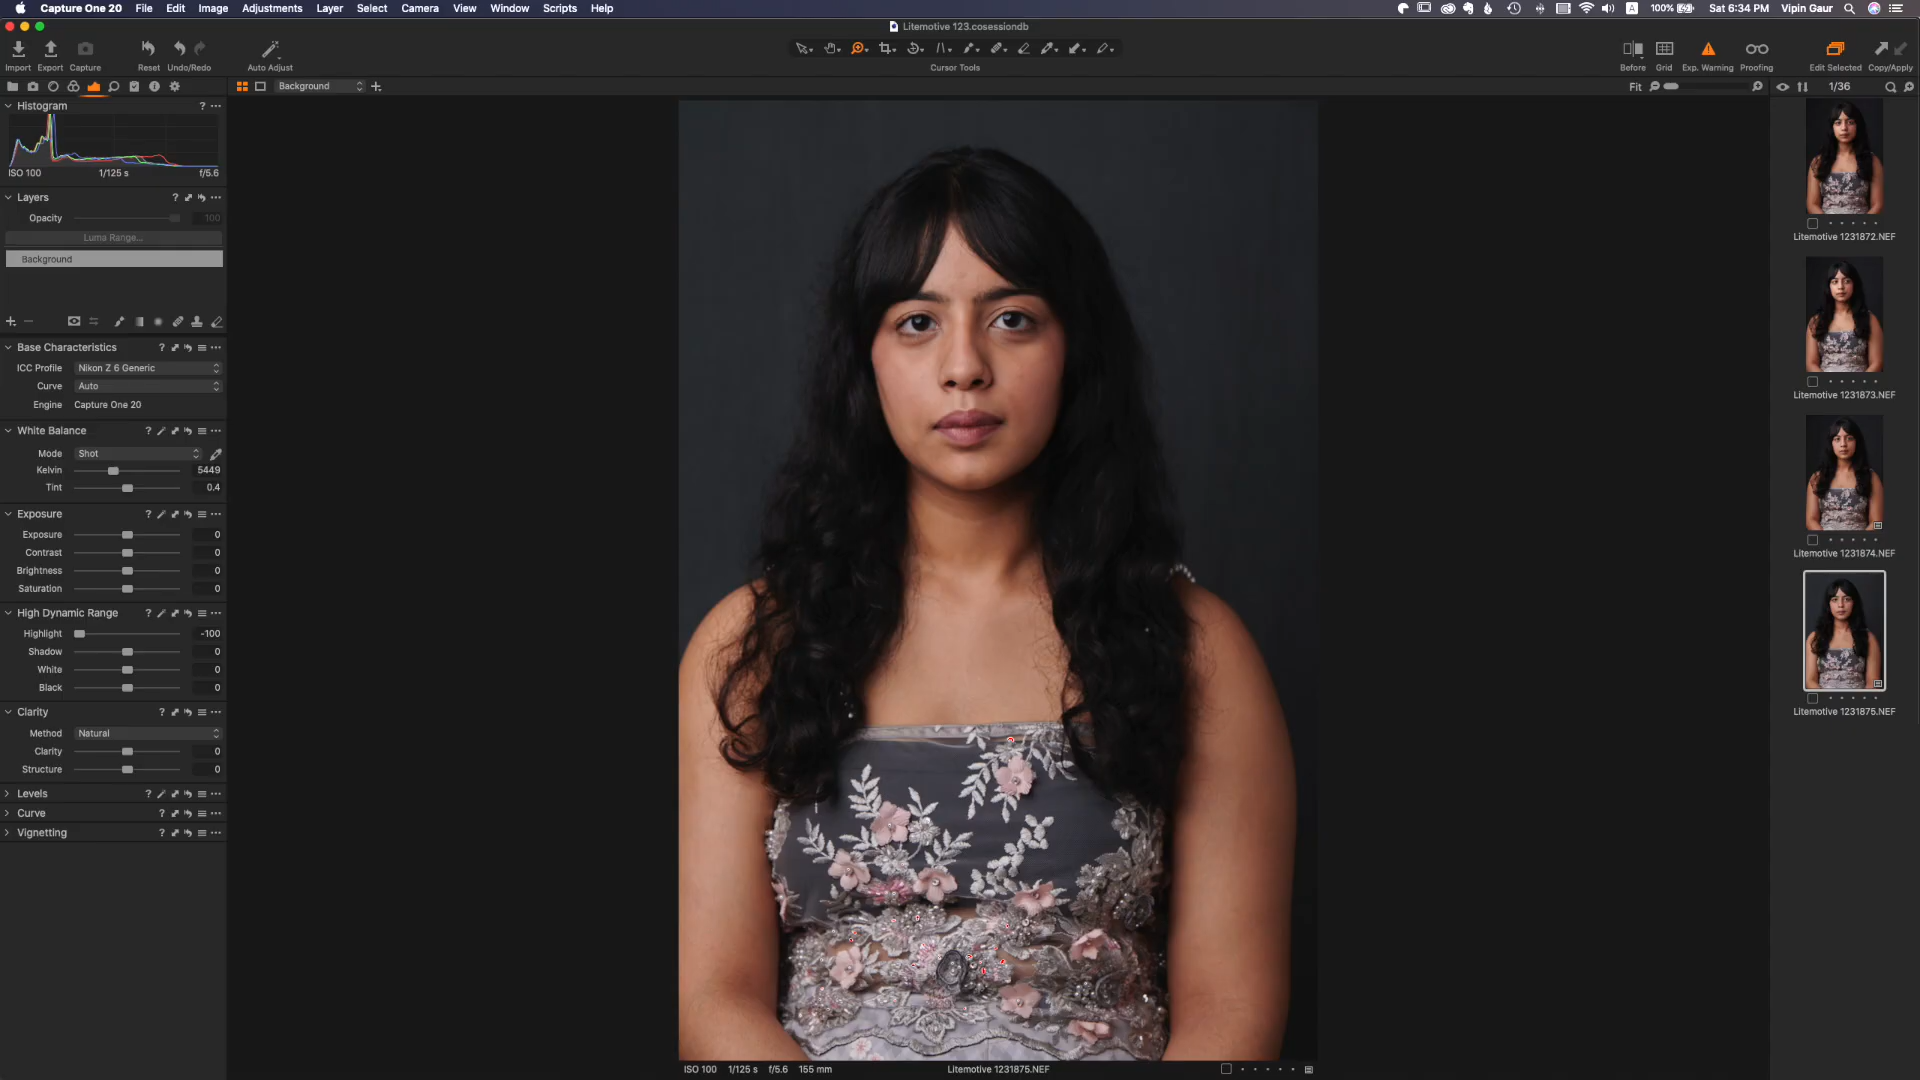 Capture One 20 File Edit Image Adjustments Layer Select Camera View Window Scripts Help 100% Sat 6:34 PM Vipin Gaur
Litemotive 123.cosessiondb
Import Export Capture Reset Undo/Redo Auto Adjust Cursor Tools Before Grid Exp. Warning Proofing Edit Selected Copy/Apply
Background Fit 1/36
Histogram
ISO 100 1/125 s f/5.6
Layers
Opacity 100
Luma Range...
Background
Base Characteristics
ICC Profile Nikon Z 6 Generic
Curve Auto
Engine Capture One 20
White Balance
Mode Shot
Kelvin 5449
Tint 0.4
Exposure
Exposure 0
Contrast 0
Brightness 0
Saturation 0
High Dynamic Range
Highlight -100
Shadow 0
White 0
Black 0
Clarity
Method Natural
Clarity 0
Structure 0
Levels
Curve
Vignetting
ISO 100 1/125 s f/5.6 155 mm Litemotive 1231875.NEF
Litemotive 1231872.NEF
Litemotive 1231873.NEF
Litemotive 1231874.NEF
Litemotive 1231875.NEF